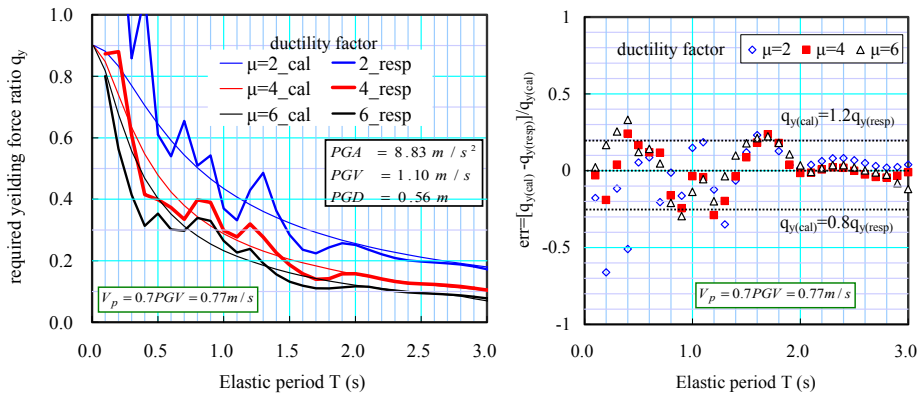 required yeilding force ratio q_y
1.0
0.8
0.6
0.4
0.2
0.0
ductility factor
μ=2_cal 2_resp
μ=4_cal 4_resp
μ=6_cal 6_resp
PGA = 8.83 m / s²
PGV = 1.10 m / s
PGD = 0.56 m
V_p = 0.7PGV = 0.77m / s
0.0 0.5 1.0 1.5 2.0 2.5 3.0
Elastic period T (s)
err=[q_y(cal) -q_y(resp)]/q_y(cal)
1
0.5
0
-0.5
-1
ductility factor μ=2 μ=4 μ=6
q_y(cal)=1.2q_y(resp)
q_y(cal)=0.8q_y(resp)
V_p = 0.7PGV = 0.77m / s
0.0 1.0 2.0 3.0
Elastic period T (s)